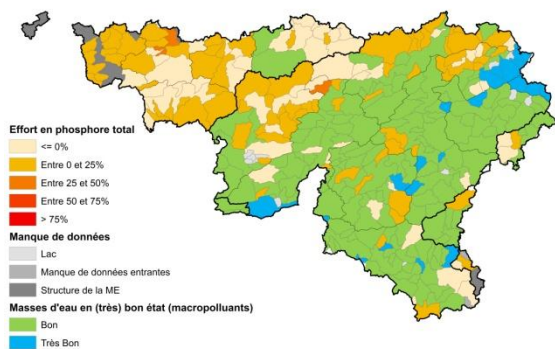 Effort en phosphore total
<= 0%
Entre 0 et 25%
Entre 25 et 50%
Entre 50 et 75%
> 75%
Manque de données
Lac
Manque de données entrantes
Structure de la ME
Masses d'eau en (très) bon état (macropolluants)
Bon
Très Bon